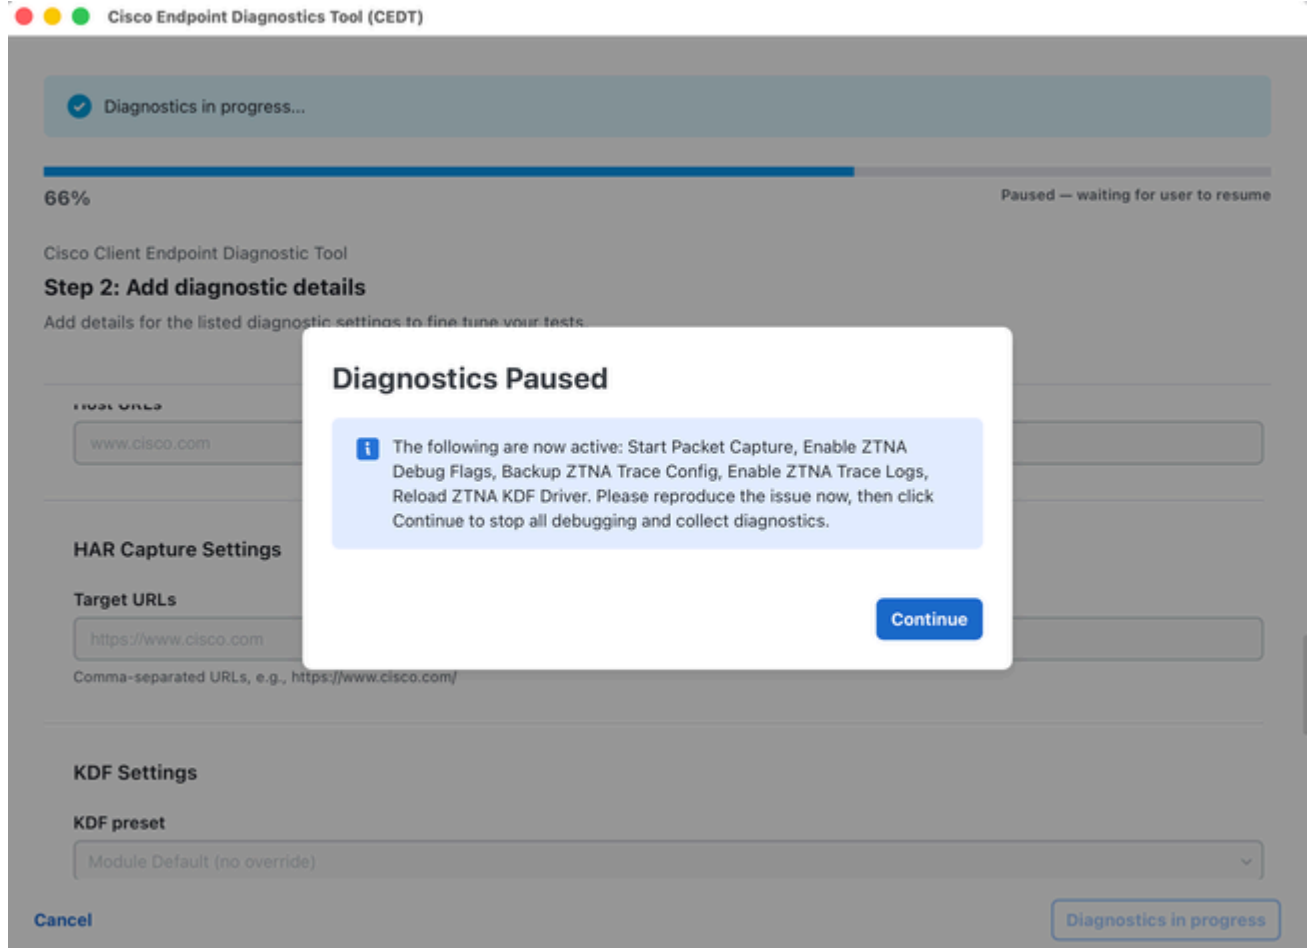 Cisco Endpoint Diagnostics Tool (CEDT)
Diagnostics in progress...
66%
Paused — waiting for user to resume
Cisco Client Endpoint Diagnostic Tool
Step 2: Add diagnostic details
Add details for the listed diagnostic settings to fine tune your tests.
Host URLs
www.cisco.com
Diagnostics Paused
The following are now active: Start Packet Capture, Enable ZTNA
Debug Flags, Backup ZTNA Trace Config, Enable ZTNA Trace Logs,
Reload ZTNA KDF Driver. Please reproduce the issue now, then click
Continue to stop all debugging and collect diagnostics.
Continue
HAR Capture Settings
Target URLs
https://www.cisco.com
Comma-separated URLs, e.g., https://www.cisco.com/
KDF Settings
KDF preset
Module Default (no override)
Cancel
Diagnostics in progress